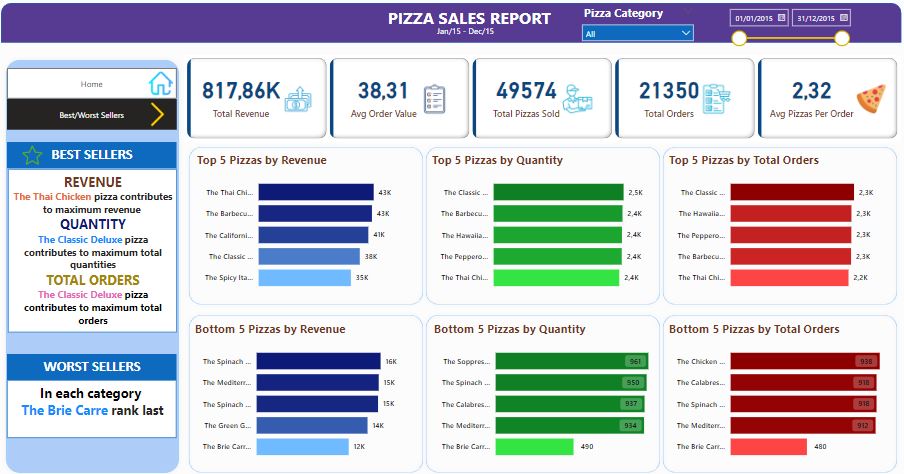 PIZZA SALES REPORT
Jan/15 - Dec/15
Pizza Category
All
01/01/2015
31/12/2015
Home
Best/Worst Sellers
BEST SELLERS
REVENUE
The Thai Chicken pizza contributes
to maximum revenue
QUANTITY
The Classic Deluxe pizza
contributes to maximum total
quantities
TOTAL ORDERS
The Classic Deluxe pizza
contributes to maximum total
orders
WORST SELLERS
In each category
The Brie Carre rank last
817,86K
Total Revenue
38,31
Avg Order Value
49574
Total Pizzas Sold
21350
Total Orders
2,32
Avg Pizzas Per Order
Top 5 Pizzas by Revenue
The Thai Chi... 43K
The Barbecu... 43K
The Californi... 41K
The Classic ... 38K
The Spicy Ita... 35K
Top 5 Pizzas by Quantity
The Classic ... 2,5K
The Barbecu... 2,4K
The Hawaiia... 2,4K
The Peppero... 2,4K
The Thai Chi... 2,4K
Top 5 Pizzas by Total Orders
The Classic ... 2,3K
The Hawaiia... 2,3K
The Peppero... 2,3K
The Barbecu... 2,3K
The Thai Chi... 2,2K
Bottom 5 Pizzas by Revenue
The Spinach ... 16K
The Mediterr... 15K
The Spinach ... 15K
The Green G... 14K
The Brie Carr... 12K
Bottom 5 Pizzas by Quantity
The Soppres... 961
The Spinach ... 950
The Calabres... 937
The Mediterr... 934
The Brie Carr... 490
Bottom 5 Pizzas by Total Orders
The Chicken ... 938
The Calabres... 918
The Spinach ... 918
The Mediterr... 912
The Brie Carr... 480